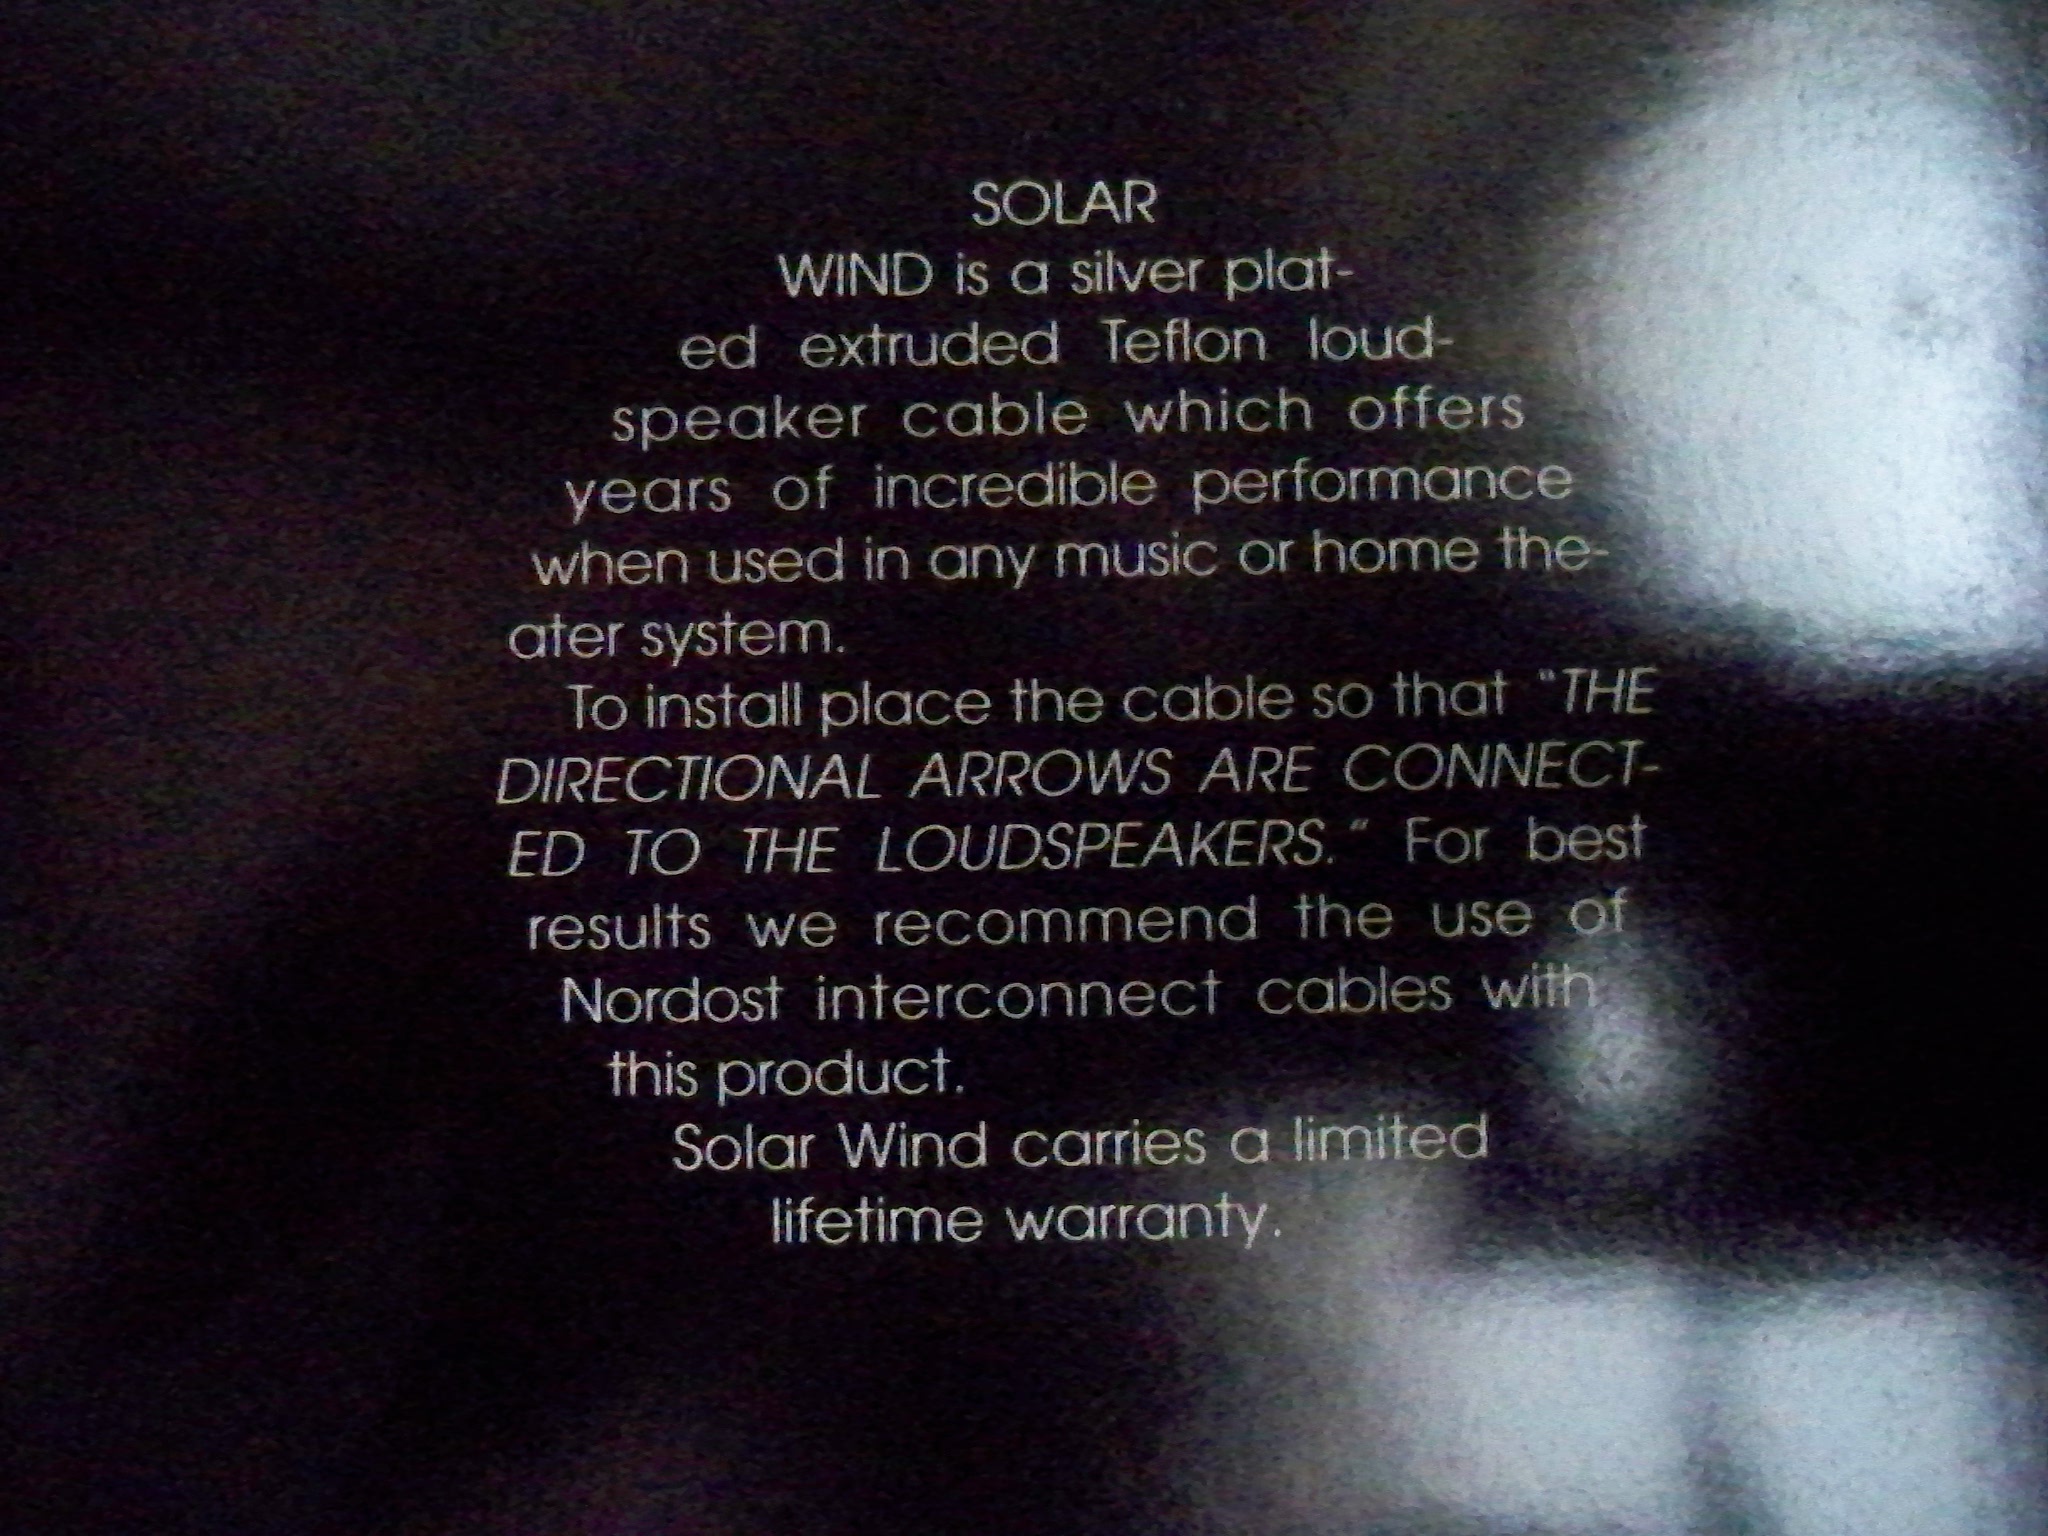 SOLAR
WIND is a silver plat-
ed extruded Teflon loud-
speaker cable which offers
years of incredible performance
when used in any music or home the-
ater system.
To install place the cable so that "THE
DIRECTIONAL ARROWS ARE CONNECT-
ED TO THE LOUDSPEAKERS." For best
results we recommend the use of
Nordost interconnect cables with
this product.
Solar Wind carries a limited
lifetime warranty.